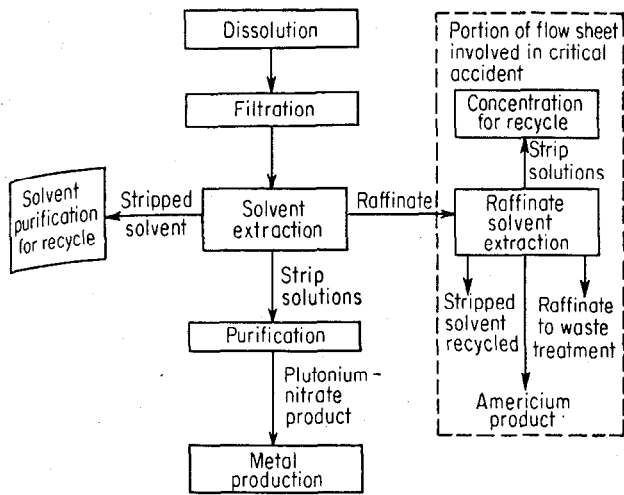 Dissolution
Filtration
Solvent
purification
for recycle
Stripped
solvent
Solvent
extraction
Raffinate
Strip
solutions
Purification
Plutonium-
nitrate
product
Metal
production
Portion of flow sheet
involved in critical
accident
Concentration
for recycle
Strip
solutions
Raffinate
solvent
extraction
Stripped
solvent
recycled
Raffinate
to waste
treatment
Americium
product